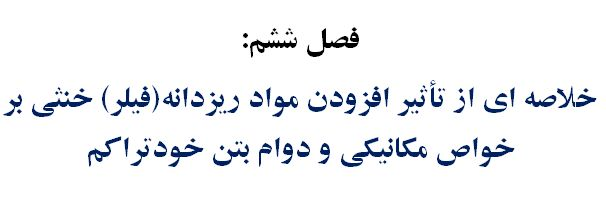 فصل ششم:
خلاصه ای از تأثیر افزودن مواد ریزدانه(فیلر) خنثی بر
خواص مکانیکی و دوام بتن خودتراکم